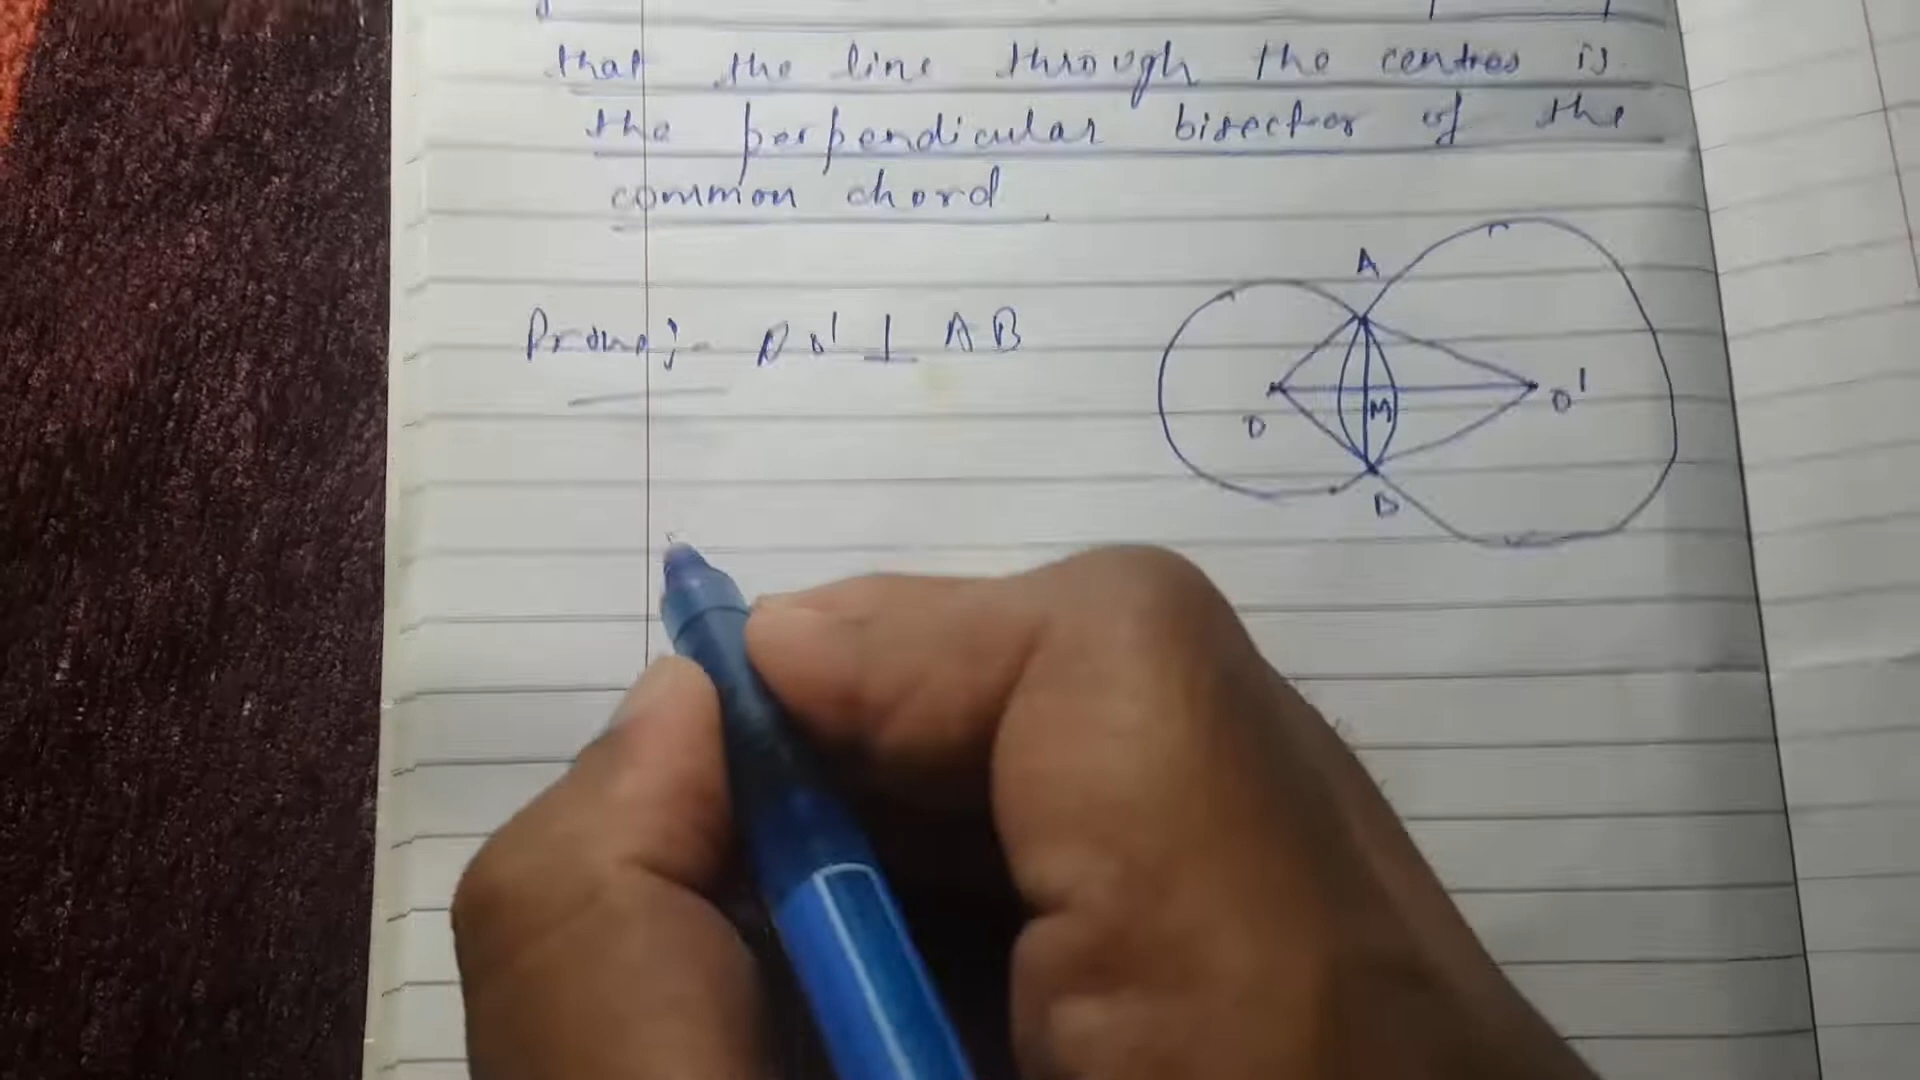 that the line through the centres is
the perpendicular bisector of the
common chord.
Prove:- OO' ⊥ AB
A
O
M
O'
B